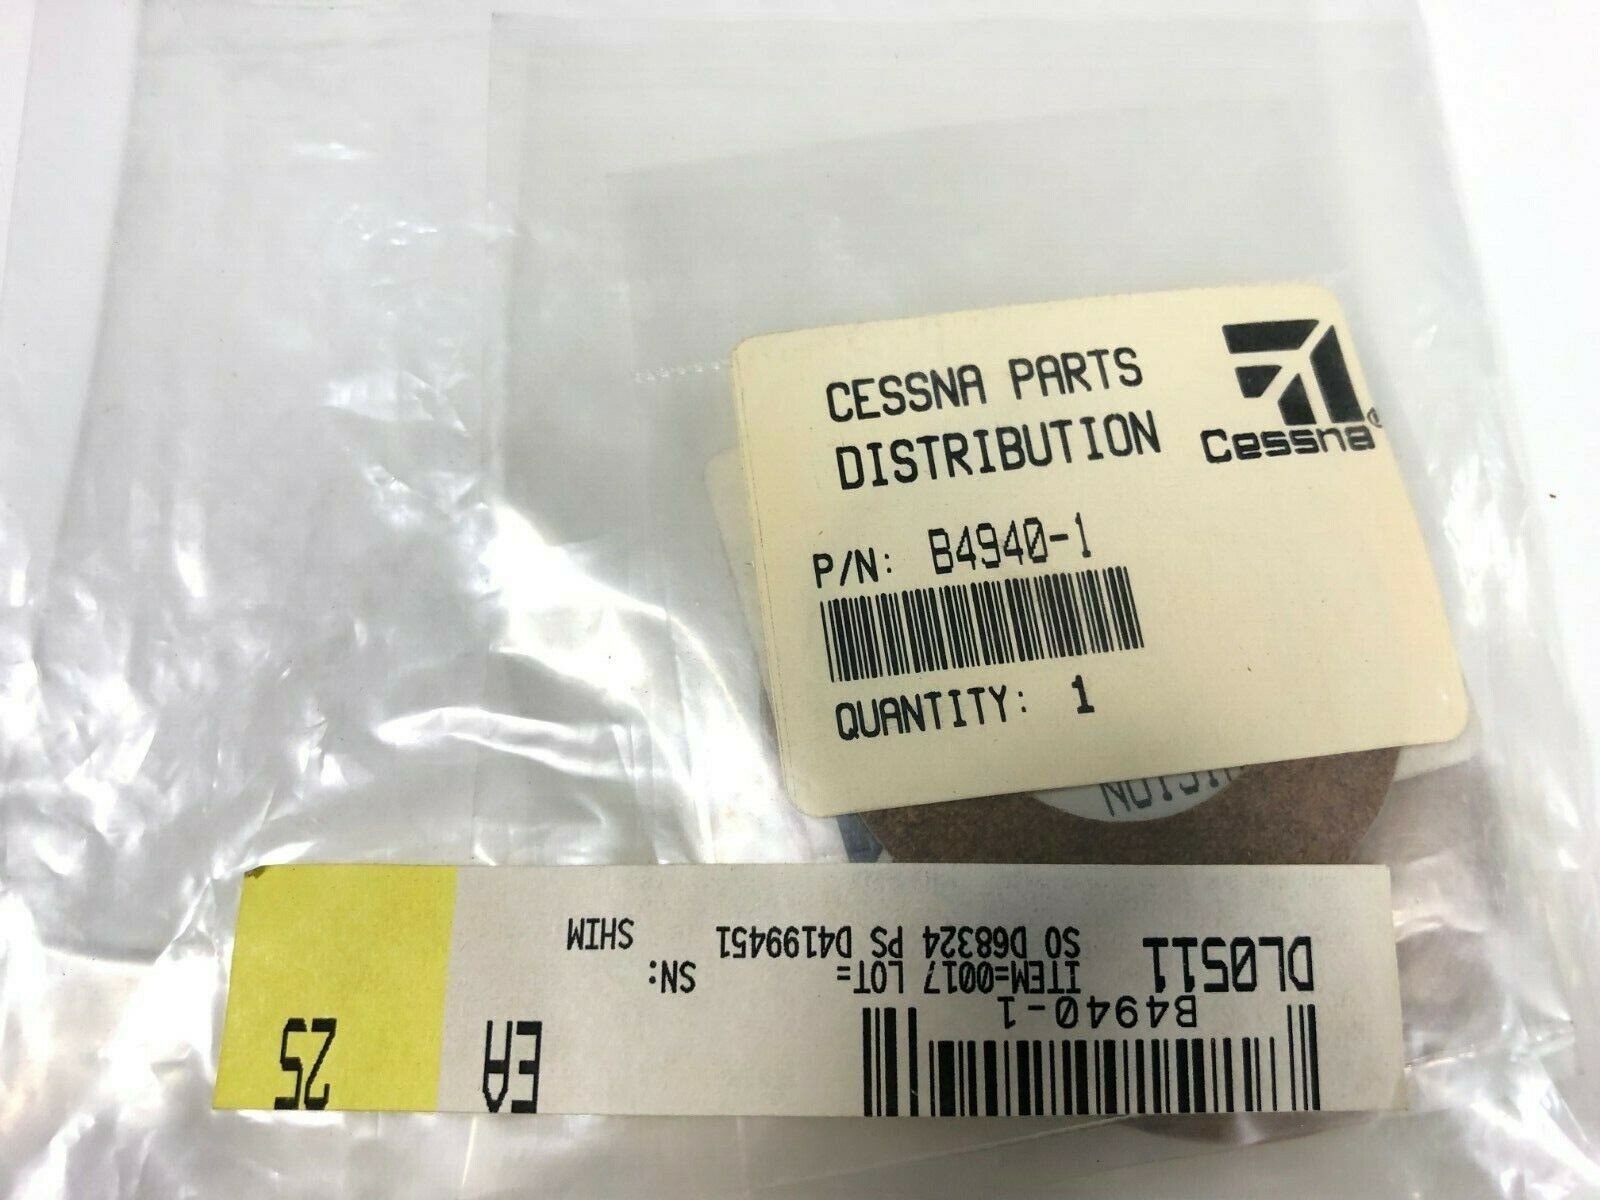 CESSNA PARTS
DISTRIBUTION
Cessna®
P/N: B4940-1
QUANTITY: 1
B4940-1
DL0511
ITEM=0017 LOT=
SN:
SO D68324 PS D4199451
SHIM
EA
25